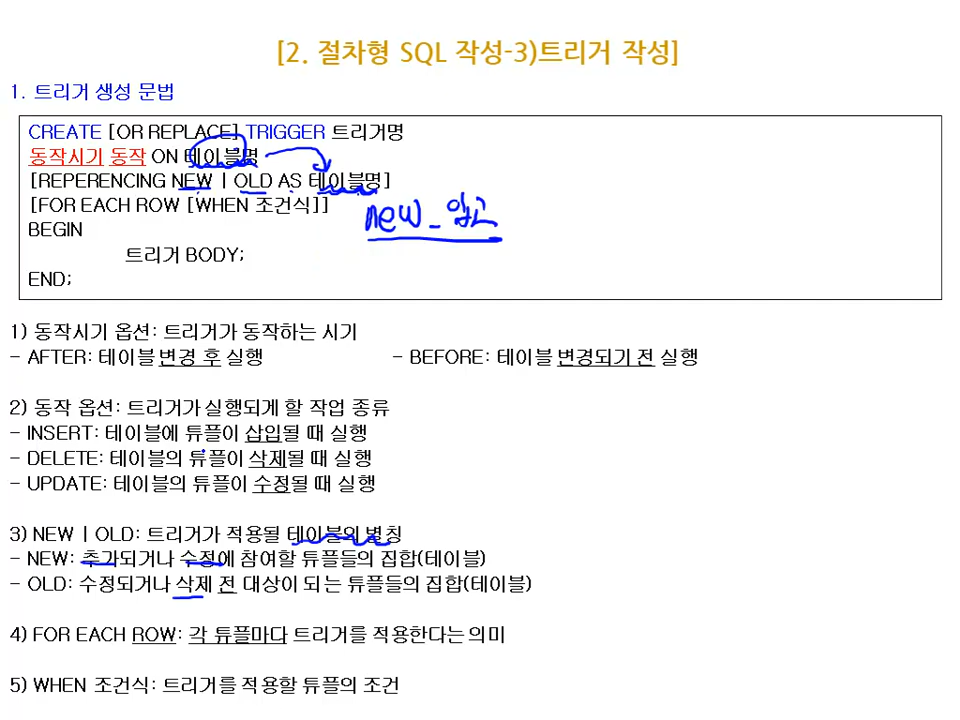 [2. 절차형 SQL 작성-3)트리거 작성]
1. 트리거 생성 문법
CREATE [OR REPLACE] TRIGGER 트리거명
동작시기 동작 ON 테이블명
[REPERENCING NEW | OLD AS 테이블명]
[FOR EACH ROW [WHEN 조건식]]
new_입고
BEGIN
트리거 BODY;
END;
1) 동작시기 옵션: 트리거가 동작하는 시기
- AFTER: 테이블 변경 후 실행 - BEFORE: 테이블 변경되기 전 실행
2) 동작 옵션: 트리거가 실행되게 할 작업 종류
- INSERT: 테이블에 튜플이 삽입될 때 실행
- DELETE: 테이블의 튜플이 삭제될 때 실행
- UPDATE: 테이블의 튜플이 수정될 때 실행
3) NEW | OLD: 트리거가 적용될 테이블의 별칭
- NEW: 추가되거나 수정에 참여할 튜플들의 집합(테이블)
- OLD: 수정되거나 삭제 전 대상이 되는 튜플들의 집합(테이블)
4) FOR EACH ROW: 각 튜플마다 트리거를 적용한다는 의미
5) WHEN 조건식: 트리거를 적용할 튜플의 조건